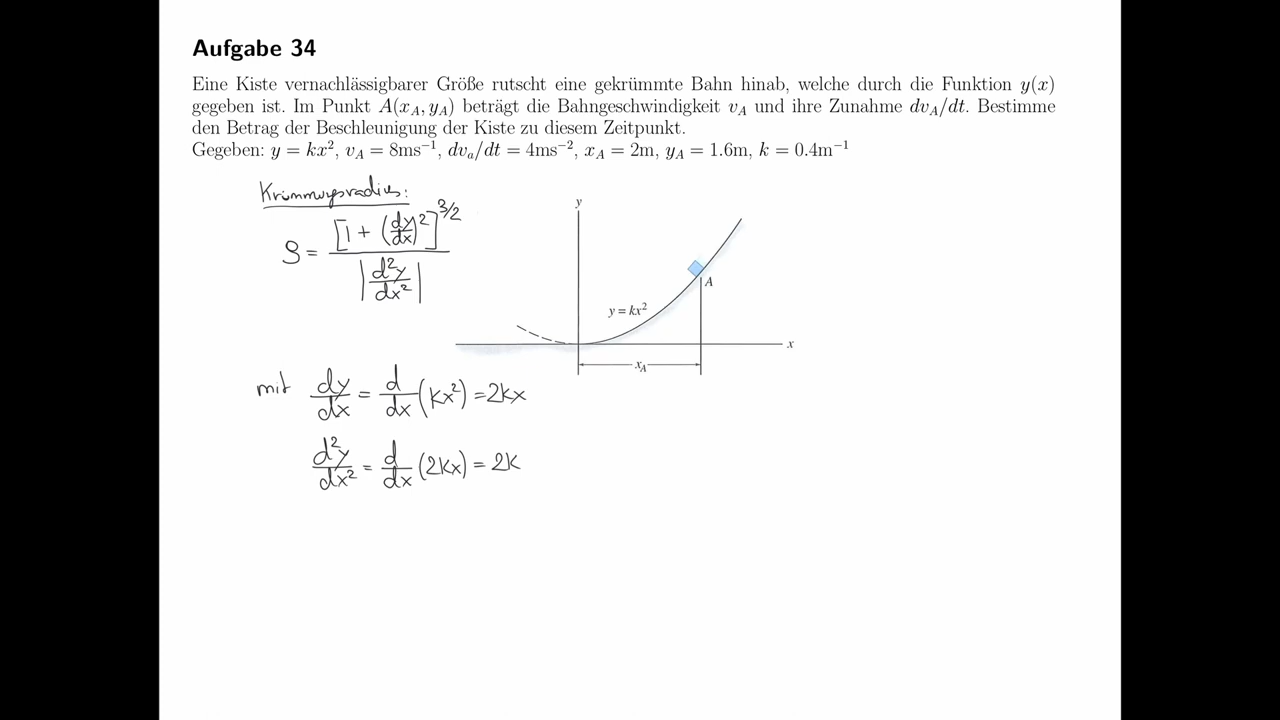 Aufgabe 34
Eine Kiste vernachlässigbarer Größe rutscht eine gekrümmte Bahn hinab, welche durch die Funktion y(x)
gegeben ist. Im Punkt A(x_A, y_A) beträgt die Bahngeschwindigkeit v_A und ihre Zunahme dv_A/dt. Bestimme
den Betrag der Beschleunigung der Kiste zu diesem Zeitpunkt.
Gegeben: y = kx², v_A = 8ms⁻¹, dv_a/dt = 4ms⁻², x_A = 2m, y_A = 1.6m, k = 0.4m⁻¹
Krümmungsradius:
ρ = [1 + (dy/dx)²]^3/2 / |d²y/dx²|
y
A
y = kx²
x
x_A
mit dy/dx = d/dx (kx²) = 2kx
d²y/dx² = d/dx (2kx) = 2k